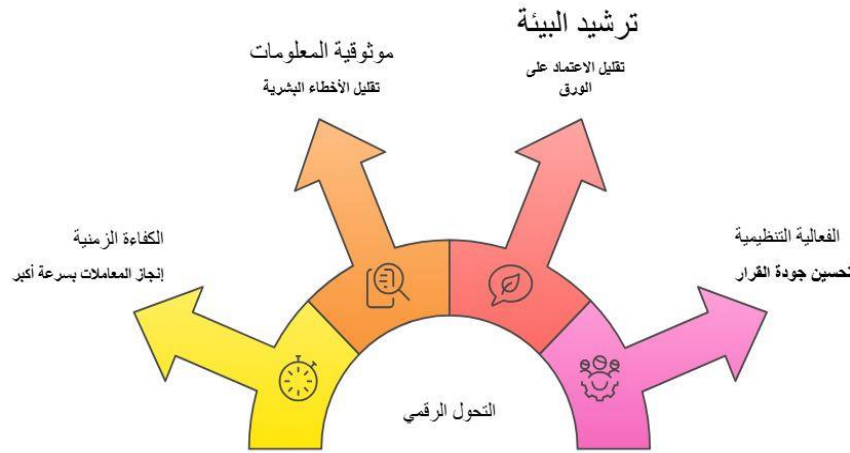 ترشيد البيئة
تقليل الاعتماد على
الورق
موثوقية المعلومات
تقليل الأخطاء البشرية
الفعالية التنظيمية
تحسين جودة القرار
الكفاءة الزمنية
إنجاز المعاملات بسرعة أكبر
التحول الرقمي